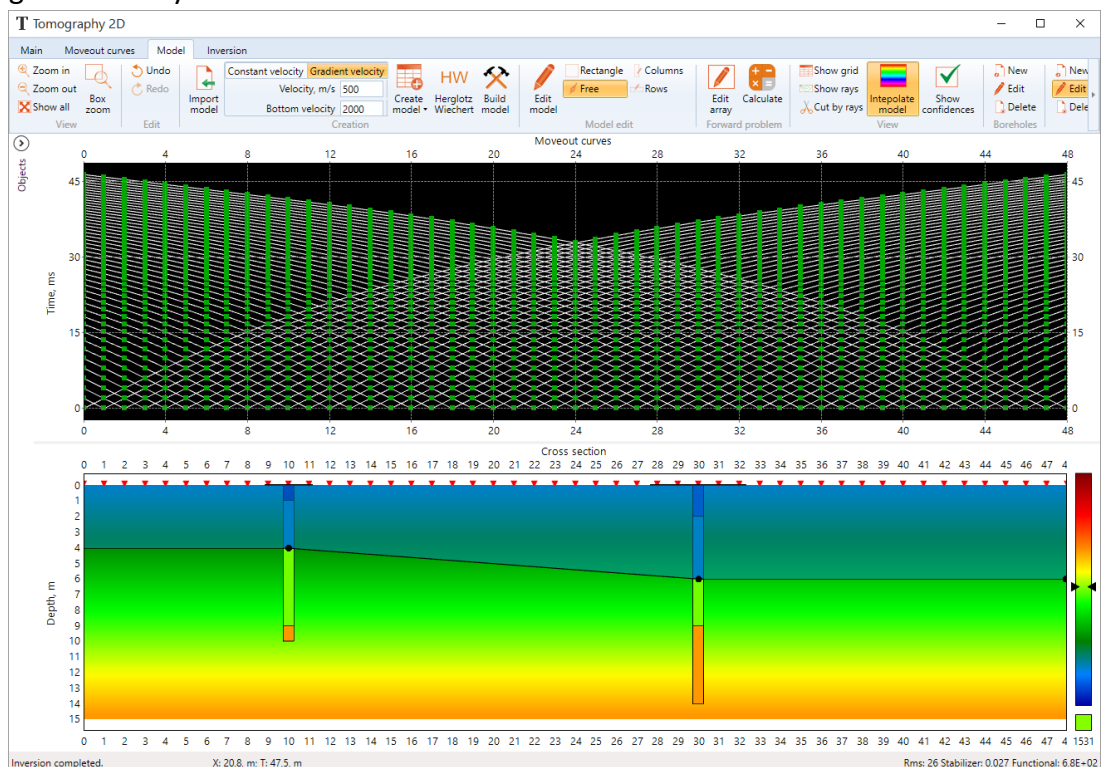 T Tomography 2D
Main Moveout curves Model Inversion
Zoom in
Zoom out
Show all
Box zoom
View
Undo
Redo
Edit
Import model
Constant velocity Gradient velocity
Velocity, m/s 500
Bottom velocity 2000
Create model
HW Herglotz Wiechert
Build model
Creation
Edit model
Rectangle Columns
Free Rows
Model edit
Edit array
Calculate
Forward problem
Show grid
Show rays
Cut by rays
Intepolate model
Show confidences
View
New
Edit
Delete
Boreholes
New
Edit
Dele
Objects
Moveout curves
0 4 8 12 16 20 24 28 32 36 40 44 48
45 45
30 30
Time, ms
15 15
0 0
0 4 8 12 16 20 24 28 32 36 40 44 48
Cross section
0 1 2 3 4 5 6 7 8 9 10 11 12 13 14 15 16 17 18 19 20 21 22 23 24 25 26 27 28 29 30 31 32 33 34 35 36 37 38 39 40 41 42 43 44 45 46 47 4
0
1
2
3
4
5
6
7
8
9
10
11
12
13
14
15
Depth, m
0 1 2 3 4 5 6 7 8 9 10 11 12 13 14 15 16 17 18 19 20 21 22 23 24 25 26 27 28 29 30 31 32 33 34 35 36 37 38 39 40 41 42 43 44 45 46 47 4 1531
Inversion completed. X: 20.8, m; T: 47.5, m Rms: 26 Stabilizer: 0.027 Functional: 6.8E+02